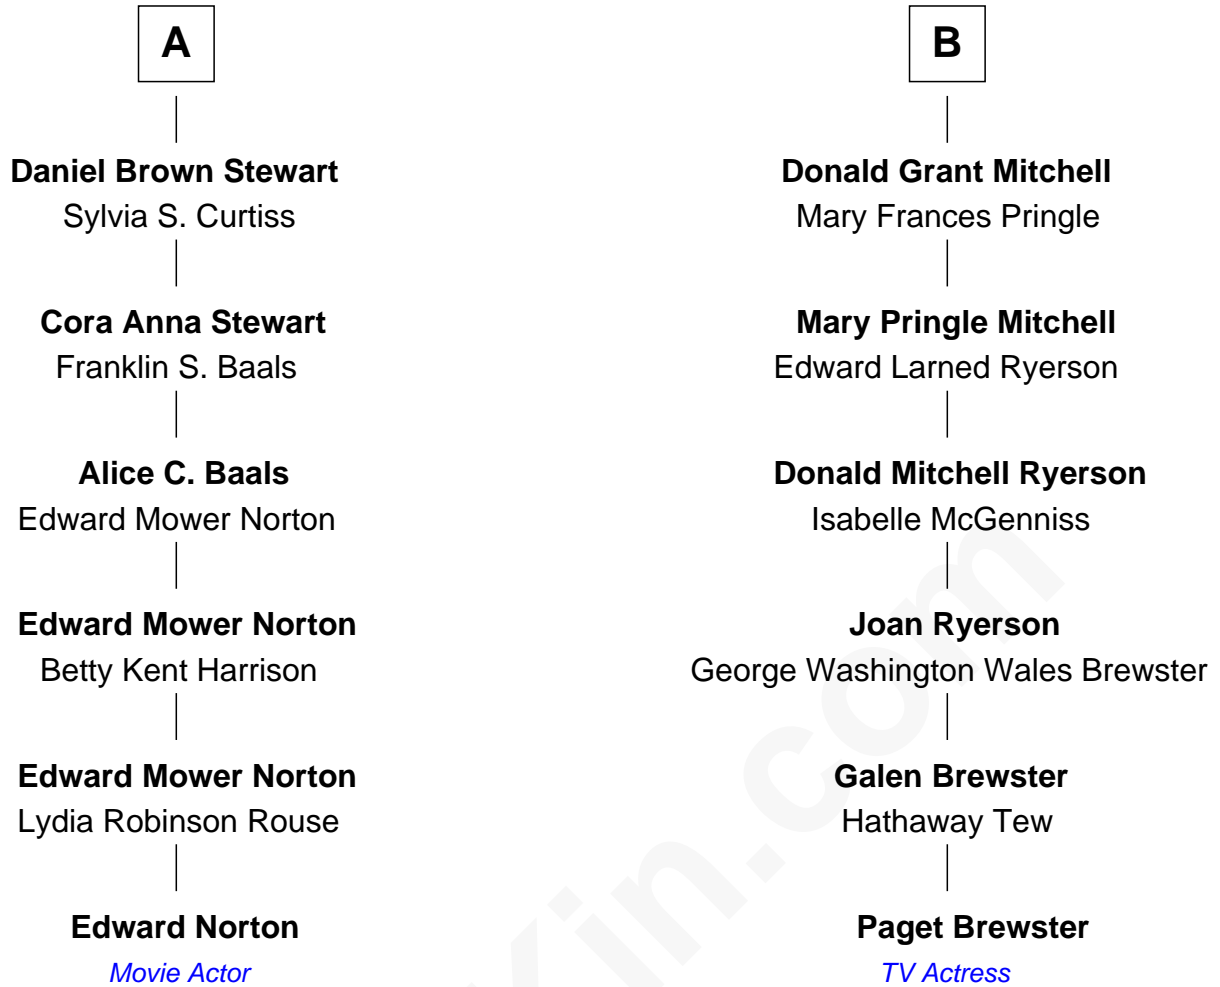 A
Daniel Brown Stewart
Sylvia S. Curtiss
Cora Anna Stewart
Franklin S. Baals
Alice C. Baals
Edward Mower Norton
Edward Mower Norton
Betty Kent Harrison
Edward Mower Norton
Lydia Robinson Rouse
Edward Norton
Movie Actor
B
Donald Grant Mitchell
Mary Frances Pringle
Mary Pringle Mitchell
Edward Larned Ryerson
Donald Mitchell Ryerson
Isabelle McGenniss
Joan Ryerson
George Washington Wales Brewster
Galen Brewster
Hathaway Tew
Paget Brewster
TV Actress
Kin.com